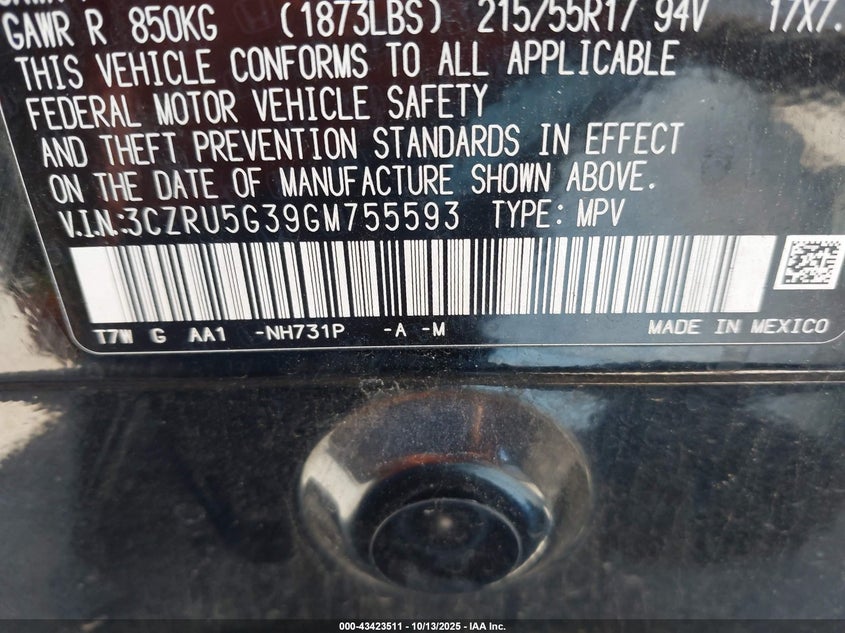 GAWR R 850KG (1873LBS) 215/55R17 94V 17X7.
THIS VEHICLE CONFORMS TO ALL APPLICABLE
FEDERAL MOTOR VEHICLE SAFETY
AND THEFT PREVENTION STANDARDS IN EFFECT
ON THE DATE OF MANUFACTURE SHOWN ABOVE.
V.I.N:3CZRU5G39GM755593 TYPE: MPV
T7W G AA1 -NH731P -A -M MADE IN MEXICO
000-43423511 - 10/13/2025 - IAA Inc.